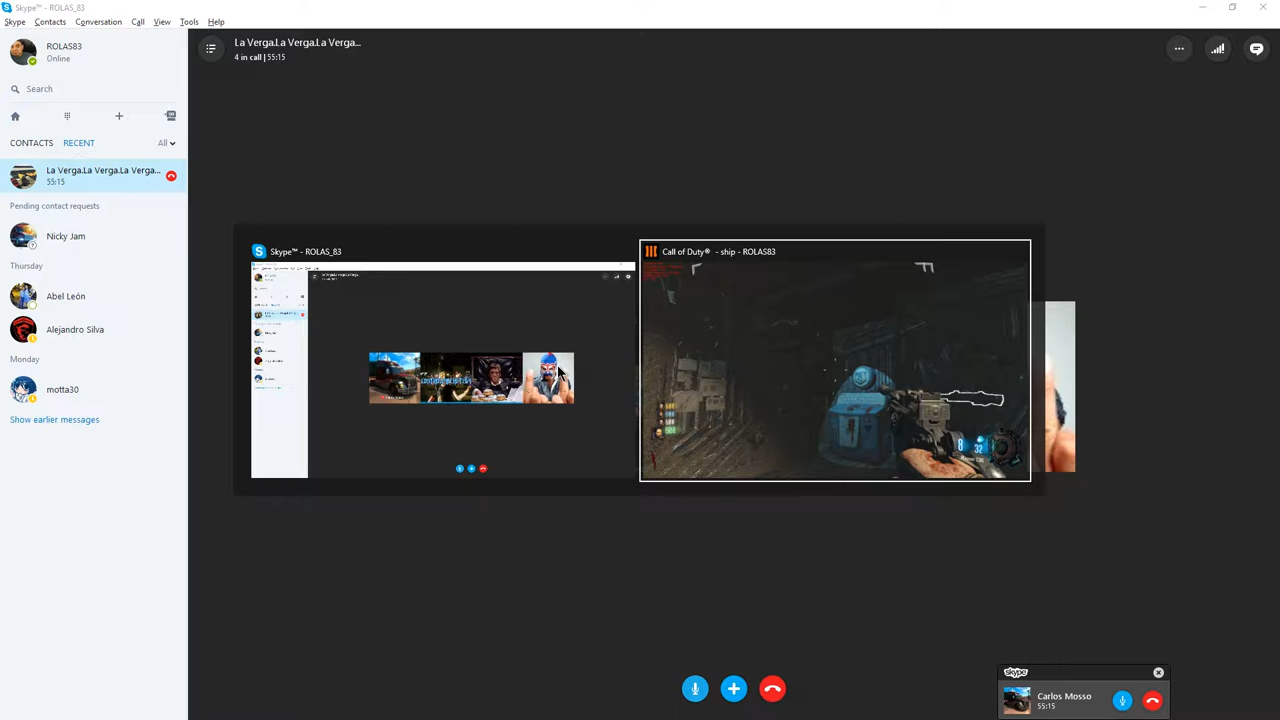 Skype™ - ROLAS_83
Skype Contacts Conversation Call View Tools Help
ROLAS83
Online
Search
CONTACTS RECENT All
La Verga.La Verga.La Verga...
55:15
Pending contact requests
Nicky Jam
Thursday
Abel León
Alejandro Silva
Monday
motta30
Show earlier messages
La Verga.La Verga.La Verga...
4 in call | 55:15
Skype™ - ROLAS_83
Call of Duty® - ship - ROLAS83
8 32
skype
Carlos Mosso
55:15